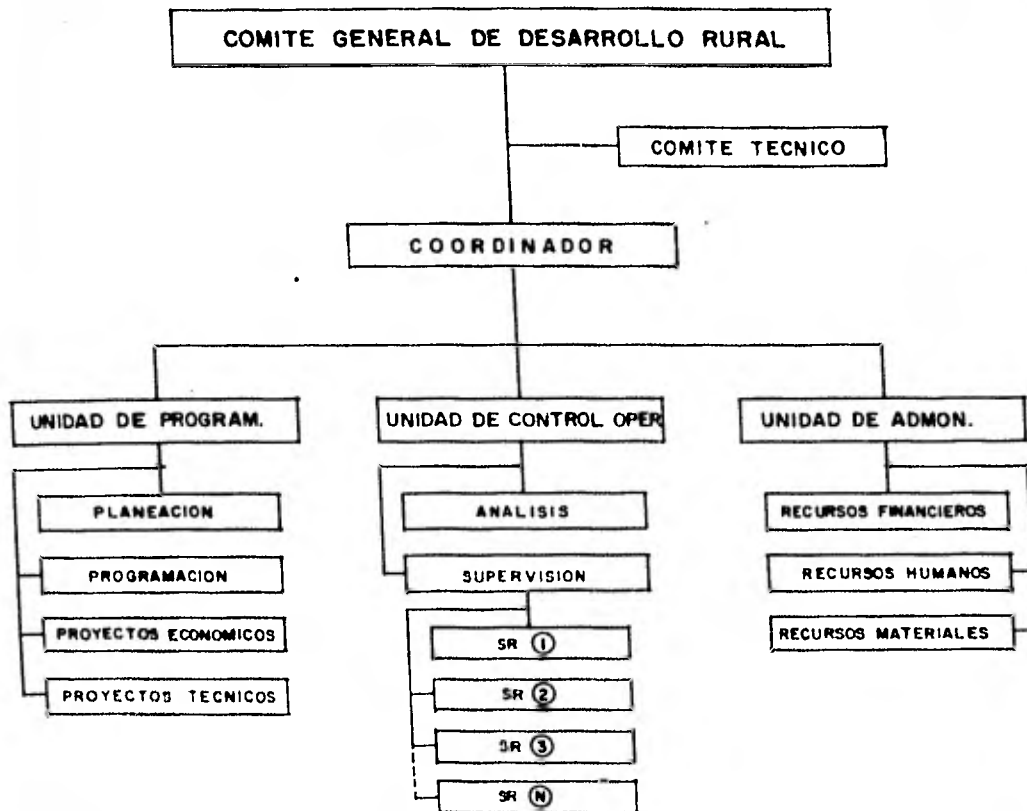 COMITE GENERAL DE DESARROLLO RURAL
COMITE TECNICO
COORDINADOR
UNIDAD DE PROGRAM.
PLANEACION
PROGRAMACION
PROYECTOS ECONOMICOS
PROYECTOS TECNICOS
UNIDAD DE CONTROL OPER.
ANALISIS
SUPERVISION
SR 1
SR 2
SR 3
SR N
UNIDAD DE ADMON.
RECURSOS FINANCIEROS
RECURSOS HUMANOS
RECURSOS MATERIALES